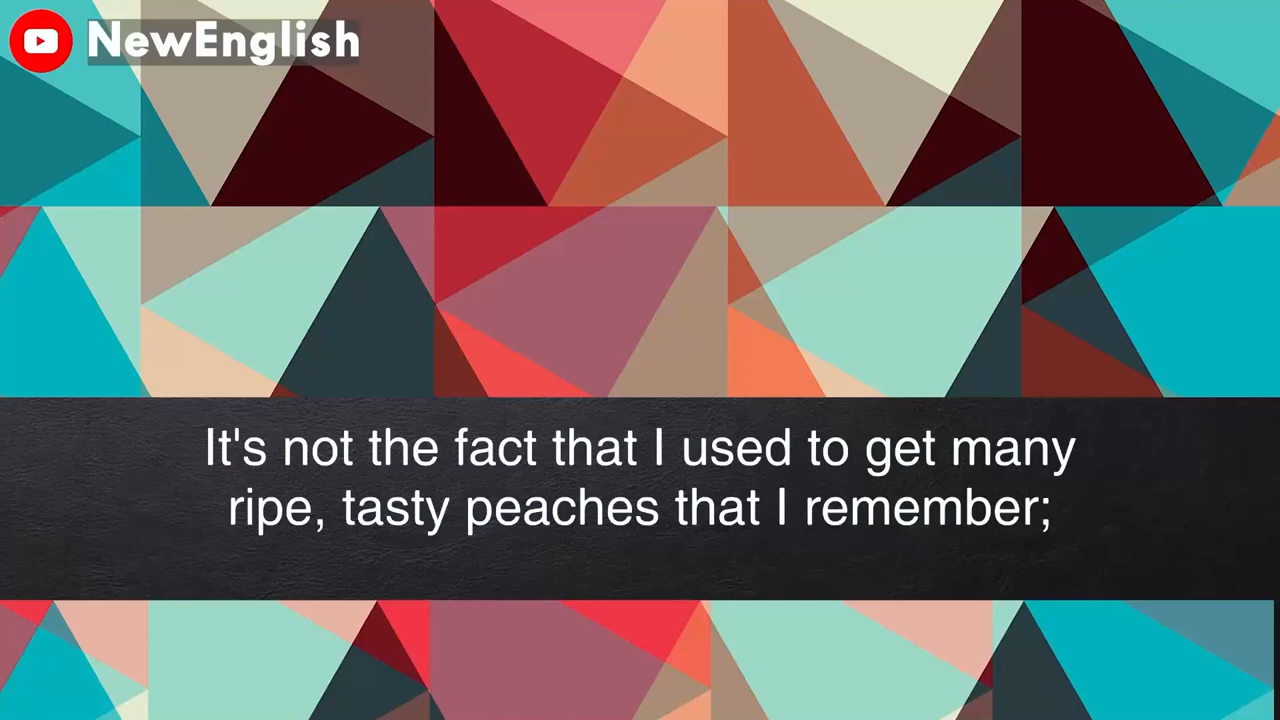 NewEnglish
It's not the fact that I used to get many
ripe, tasty peaches that I remember;